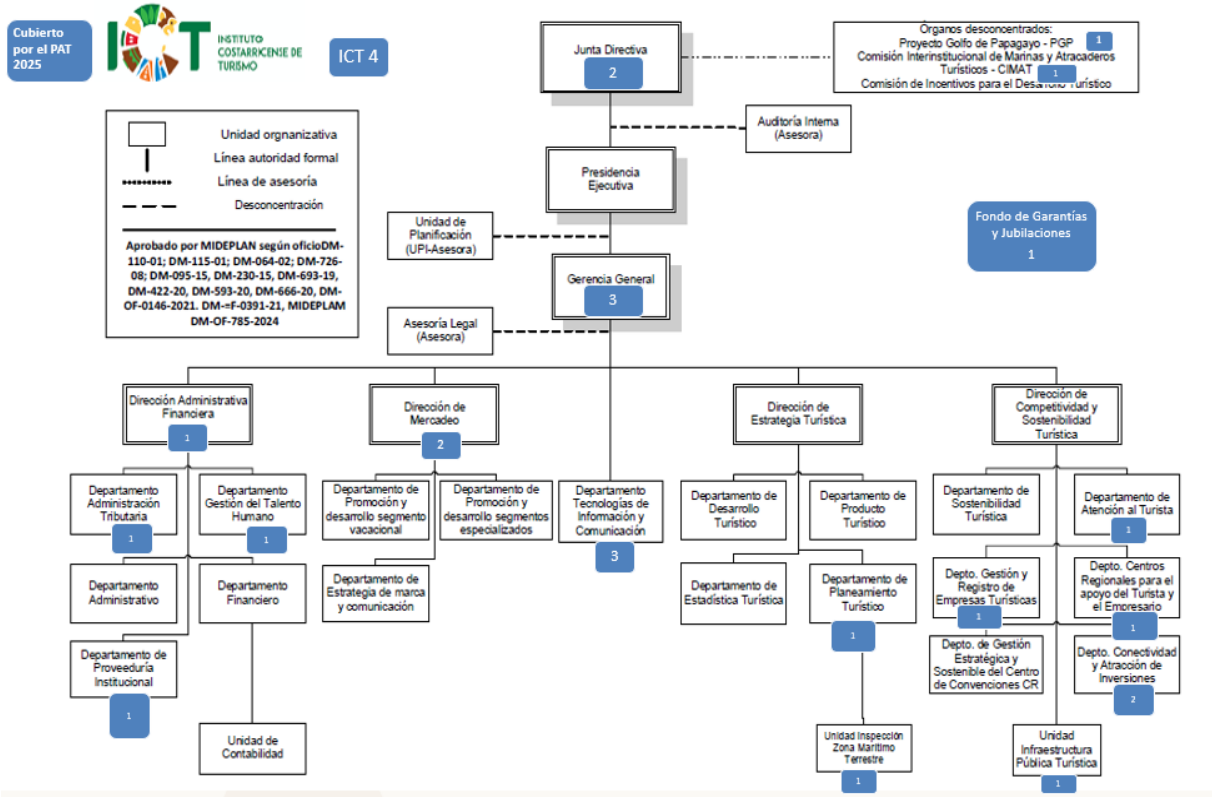 Cubierto
por el PAT
2025
ICT
INSTITUTO
COSTARRICENSE DE
TURISMO
ICT 4
Junta Directiva
2
Órganos desconcentrados:
Proyecto Golfo de Papagayo - PGP 1
Comisión Interinstitucional de Marinas y Atracaderos
Turísticos - CIMAT 1
Comisión de Incentivos para el Desarrollo Turístico
Auditoría Interna
(Asesora)
Unidad orgnanizativa
Línea autoridad formal
Línea de asesoría
Desconcentración
Aprobado por MIDEPLAN según oficioDM-
110-01; DM-115-01; DM-064-02; DM-726-
08; DM-095-15, DM-230-15, DM-693-19,
DM-422-20, DM-593-20, DM-666-20, DM-
OF-0146-2021. DM-=F-0391-21, MIDEPLAM
DM-OF-785-2024
Presidencia
Ejecutiva
Unidad de
Planificación
(UPI-Asesora)
Fondo de Garantías
y Jubilaciones
1
Gerencia General
3
Asesoría Legal
(Asesora)
Dirección Administrativa
Financiera
1
Dirección de
Mercadeo
2
Dirección de
Estrategia Turística
Dirección de
Competividad y
Sostenibilidad
Turística
Departamento
Administración
Tributaria
1
Departamento
Gestión del Talento
Humano
1
Departamento de
Promoción y
desarrollo segmento
vacacional
Departamento de
Promoción y
desarrollo segmentos
especializados
Departamento
Tecnologías de
Información y
Comunicación
3
Departamento de
Desarrollo
Turístico
Departamento de
Producto
Turístico
Departamento de
Sostenibilidad
Turística
Departamento de
Atención al Turista
1
Departamento
Administrativo
Departamento
Financiero
Departamento de
Estrategia de marca
y comunicación
Departamento de
Estadística Turística
Departamento de
Planeamiento
Turístico
1
Depto. Gestión y
Registro de
Empresas Turísticas
1
Depto. Centros
Regionales para el
apoyo del Turista y
el Empresario
1
Departamento de
Proveeduría
Institucional
1
Depto. de Gestión
Estratégica y
Sostenible del Centro
de Convenciones CR
Depto. Conectividad
y Atracción de
Inversiones
2
Unidad de
Contabilidad
Unidad Inspección
Zona Marítimo
Terrestre
1
Unidad
Infraestructura
Pública Turística
1